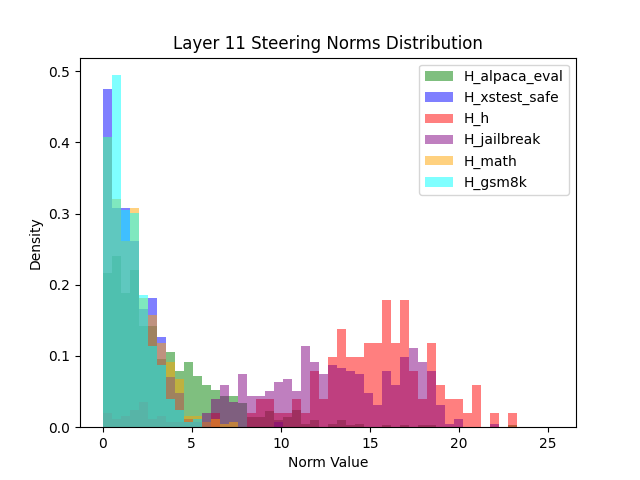 Layer 11 Steering Norms Distribution
H_alpaca_eval
H_xstest_safe
H_h
H_jailbreak
H_math
H_gsm8k
Density
0.5
0.4
0.3
0.2
0.1
0.0
0 5 10 15 20 25
Norm Value